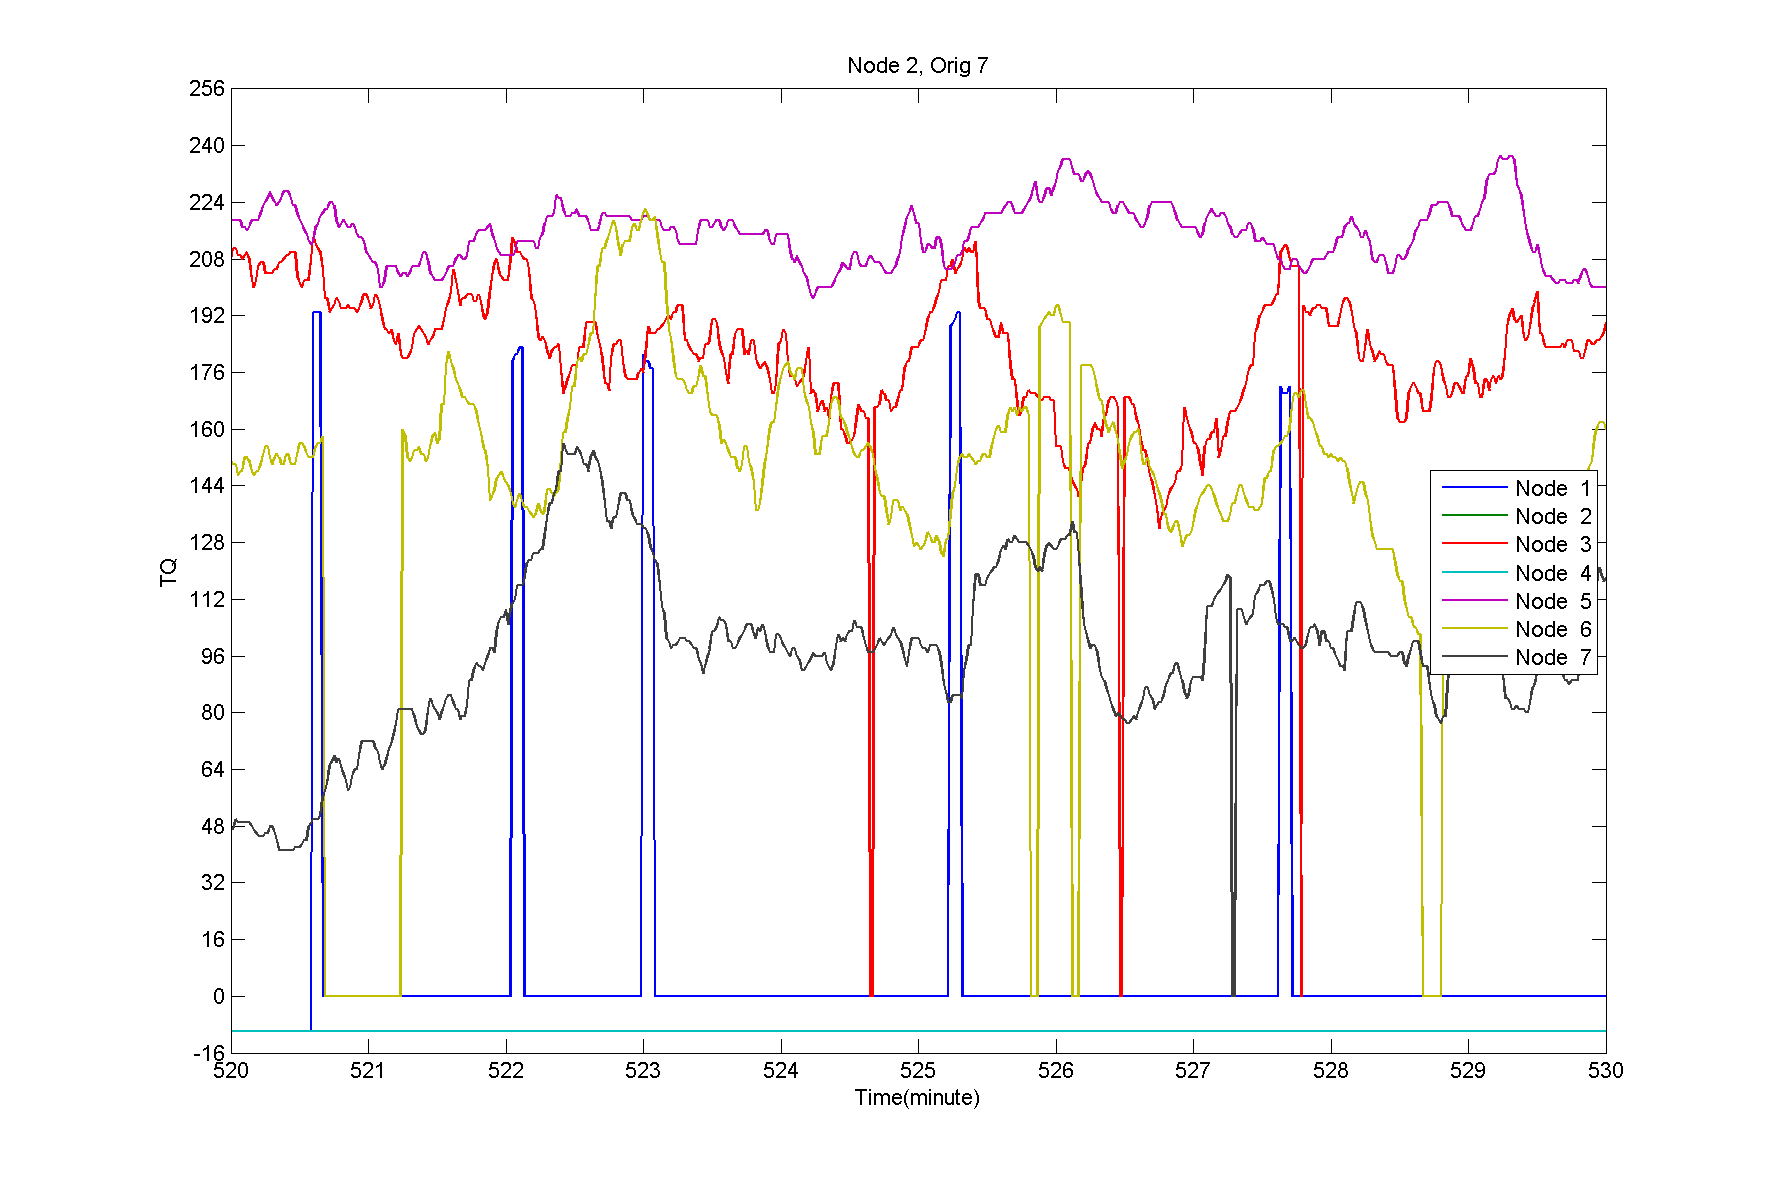 Node 2, Orig 7
256
240
224
208
192
176
160
144
128
112
96
80
64
48
32
16
0
-16
TQ
Node 1
Node 2
Node 3
Node 4
Node 5
Node 6
Node 7
520 521 522 523 524 525 526 527 528 529 530
Time(minute)